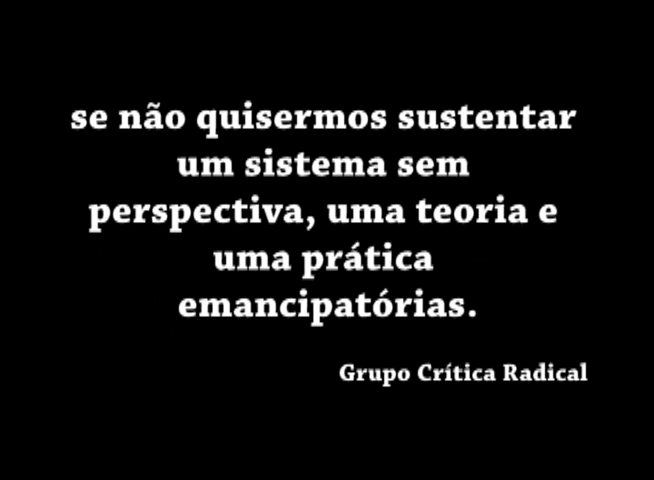 se não quisermos sustentar
um sistema sem
perspectiva, uma teoria e
uma prática
emancipatórias.
Grupo Crítica Radical